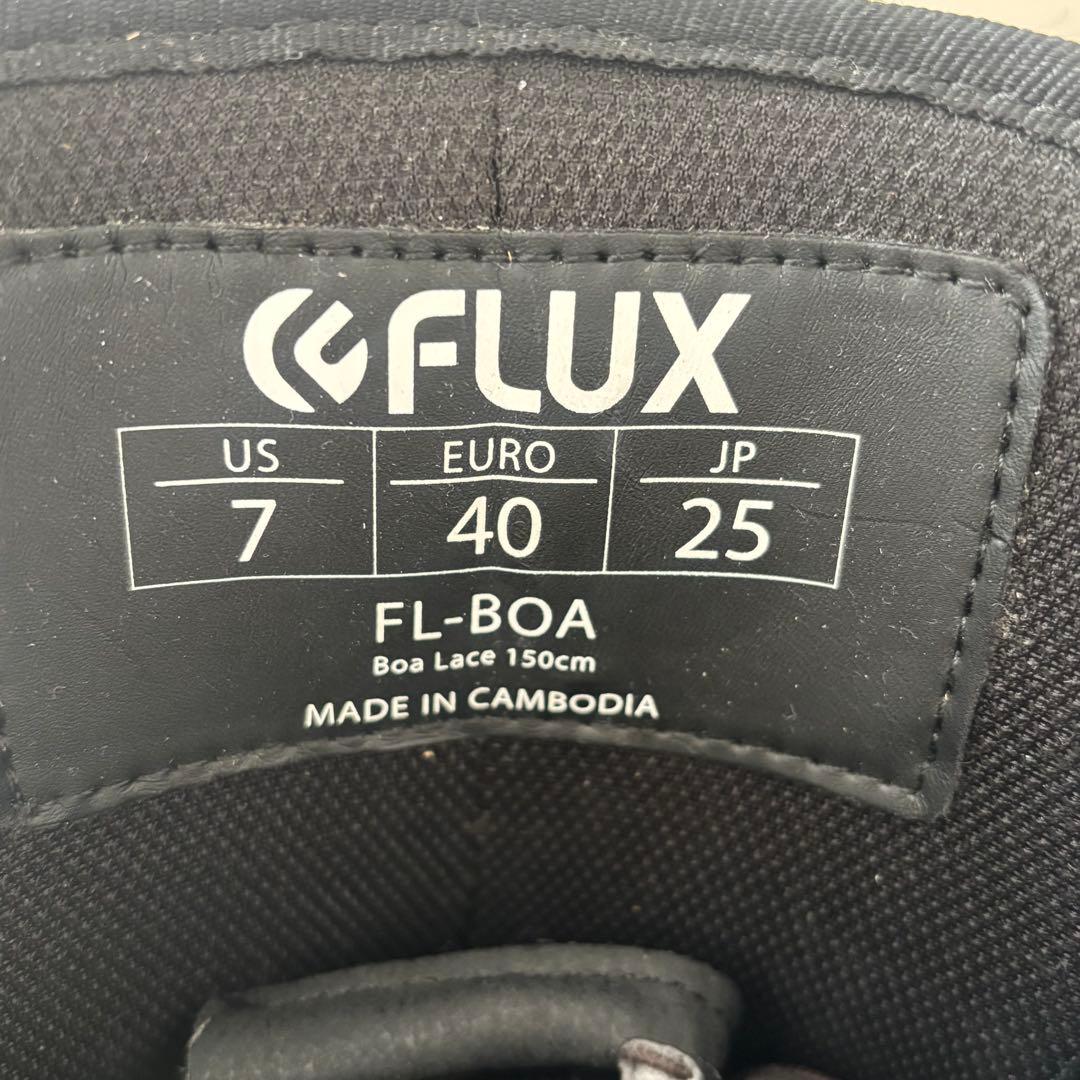 FLUX
US EURO JP
7 40 25
FL-BOA
Boa Lace 150cm
MADE IN CAMBODIA